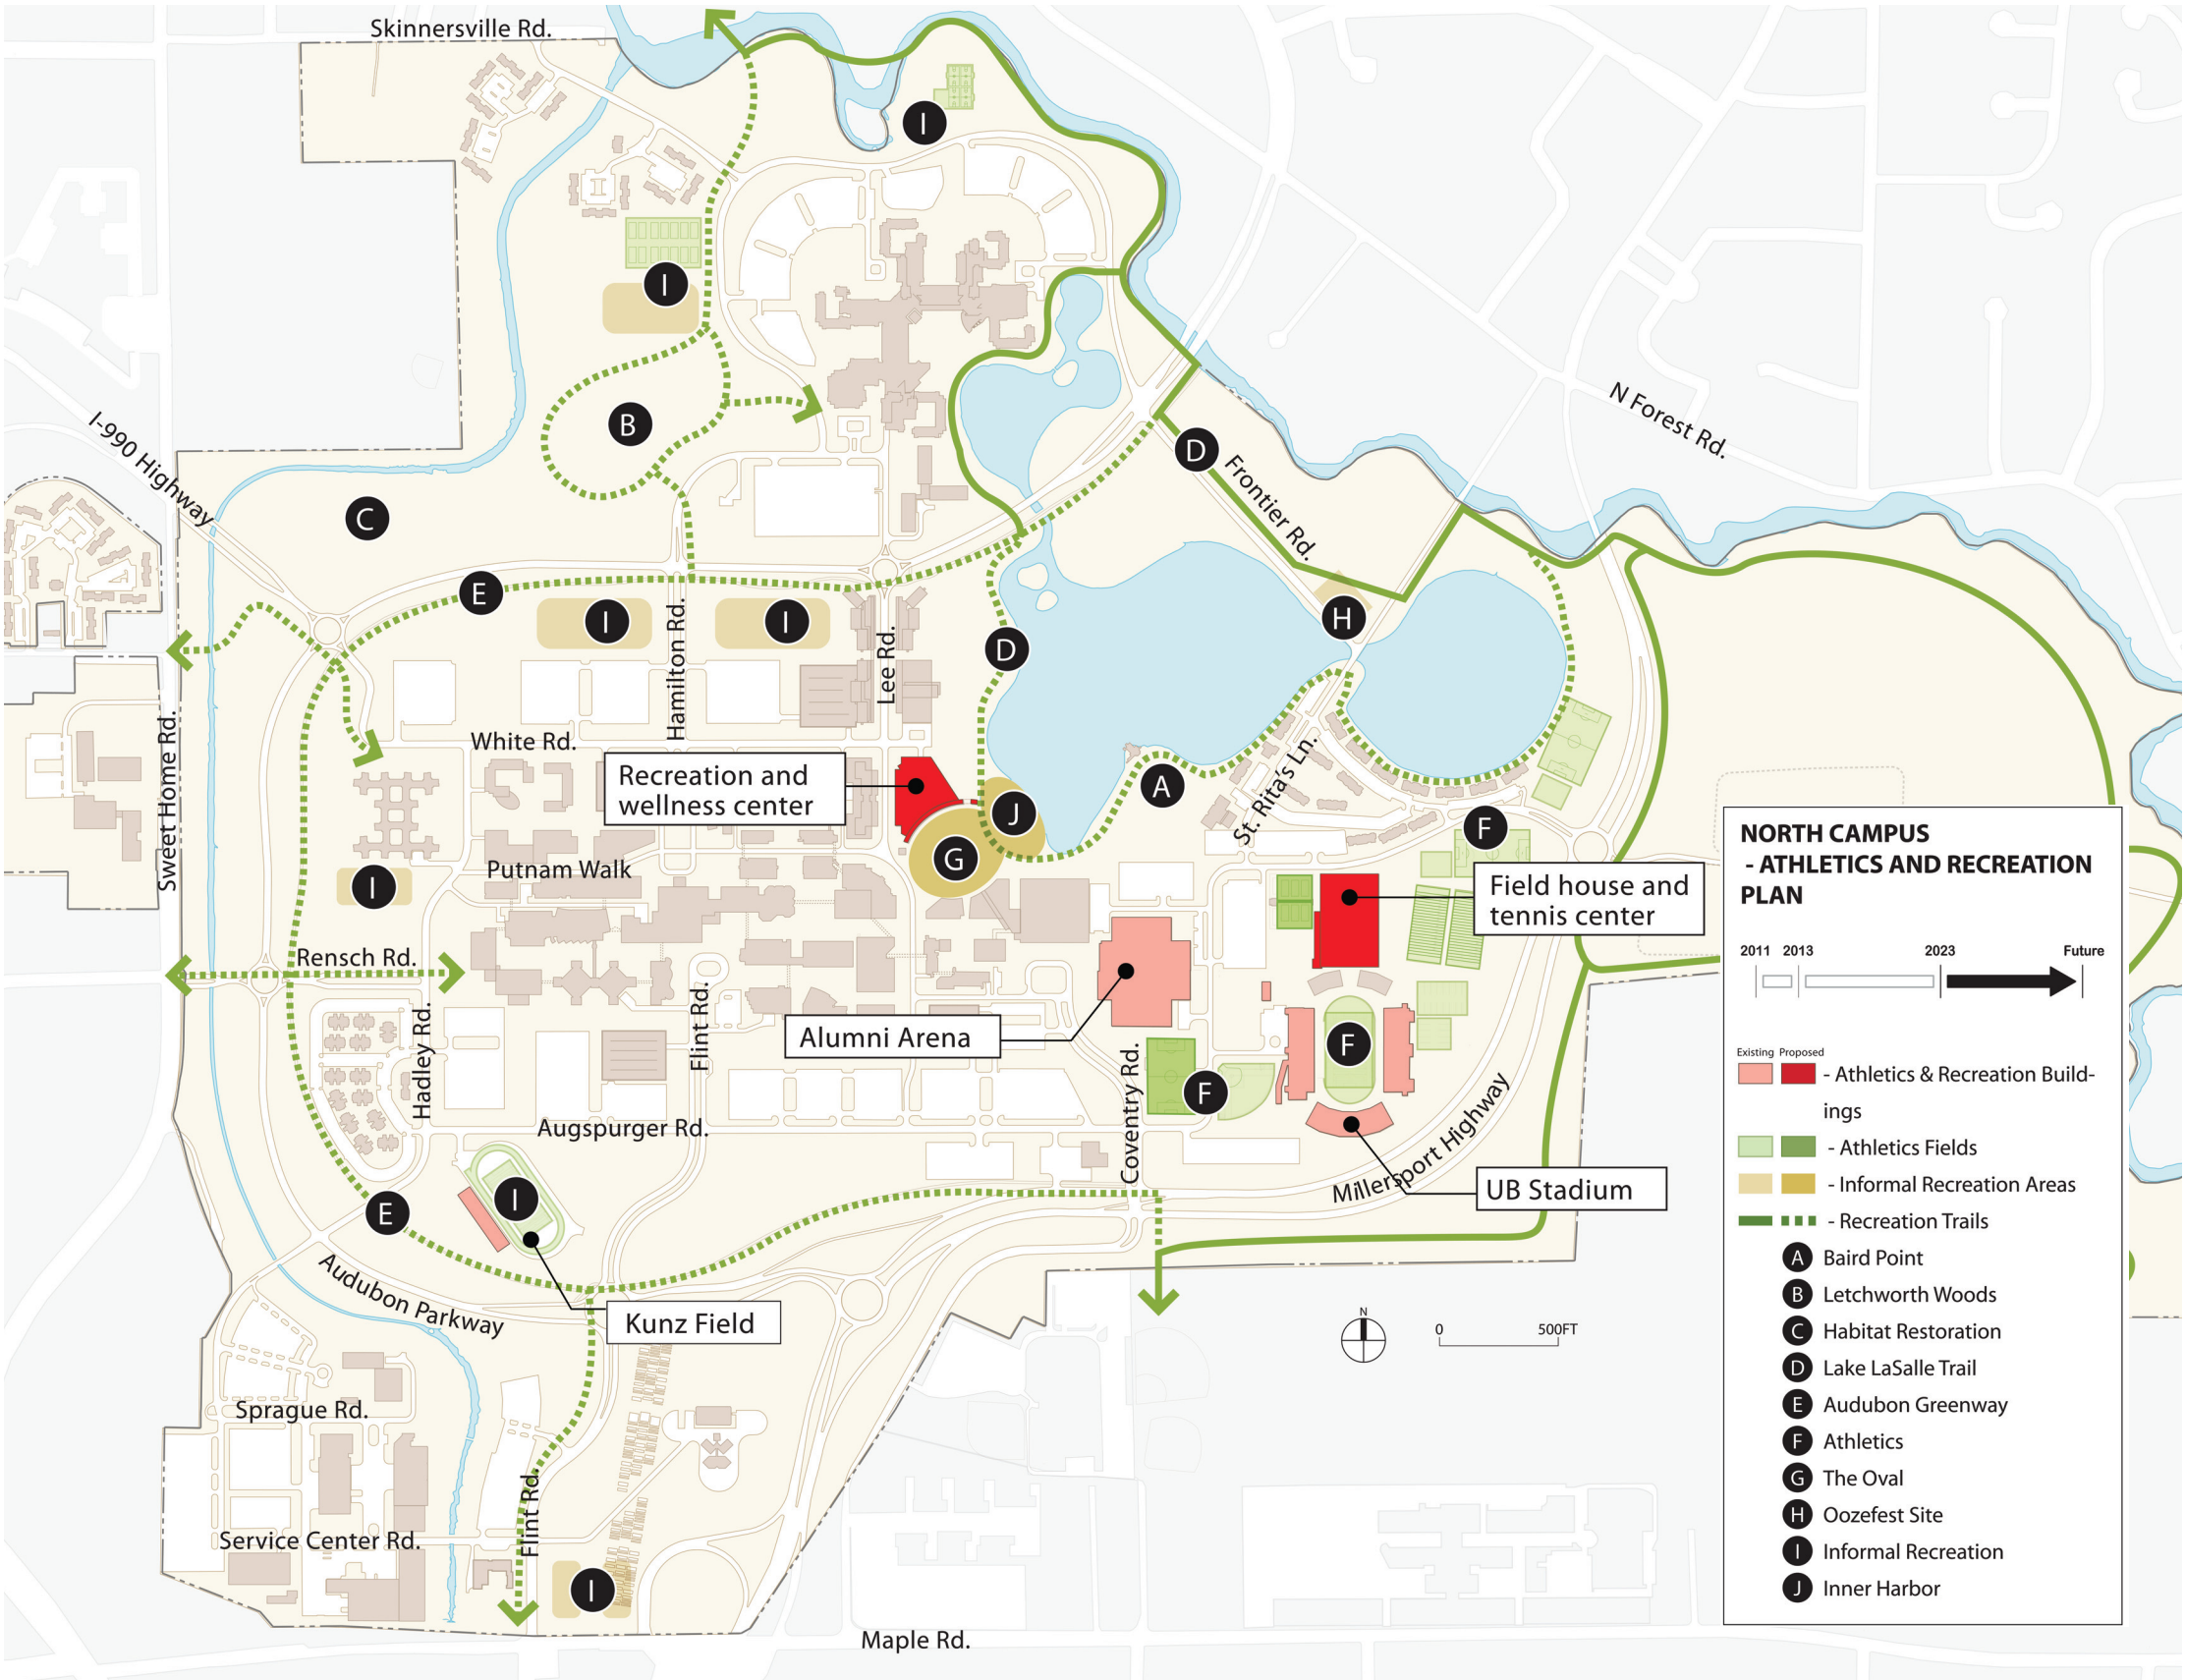 Skinnersville Rd.
I
I
B
N Forest Rd.
I-990 Highway
D
Frontier Rd.
C
E
I
I
Hamilton Rd.
Lee Rd.
D
H
Sweet Home Rd.
White Rd.
St. Rita's Ln.
Recreation and
wellness center
A
J
G
F
Putnam Walk
I
Field house and
tennis center
Rensch Rd.
Hadley Rd.
Flint Rd.
Alumni Arena
F
Coventry Rd.
F
Augspurger Rd.
Millersport Highway
UB Stadium
I
E
Audubon Parkway
Kunz Field
N
0
500FT
Sprague Rd.
Flint Rd.
Service Center Rd.
I
Maple Rd.
NORTH CAMPUS
- ATHLETICS AND RECREATION
PLAN
2011 2013 2023 Future
Existing Proposed
- Athletics & Recreation Build-
ings
- Athletics Fields
- Informal Recreation Areas
- Recreation Trails
A Baird Point
B Letchworth Woods
C Habitat Restoration
D Lake LaSalle Trail
E Audubon Greenway
F Athletics
G The Oval
H Oozefest Site
I Informal Recreation
J Inner Harbor